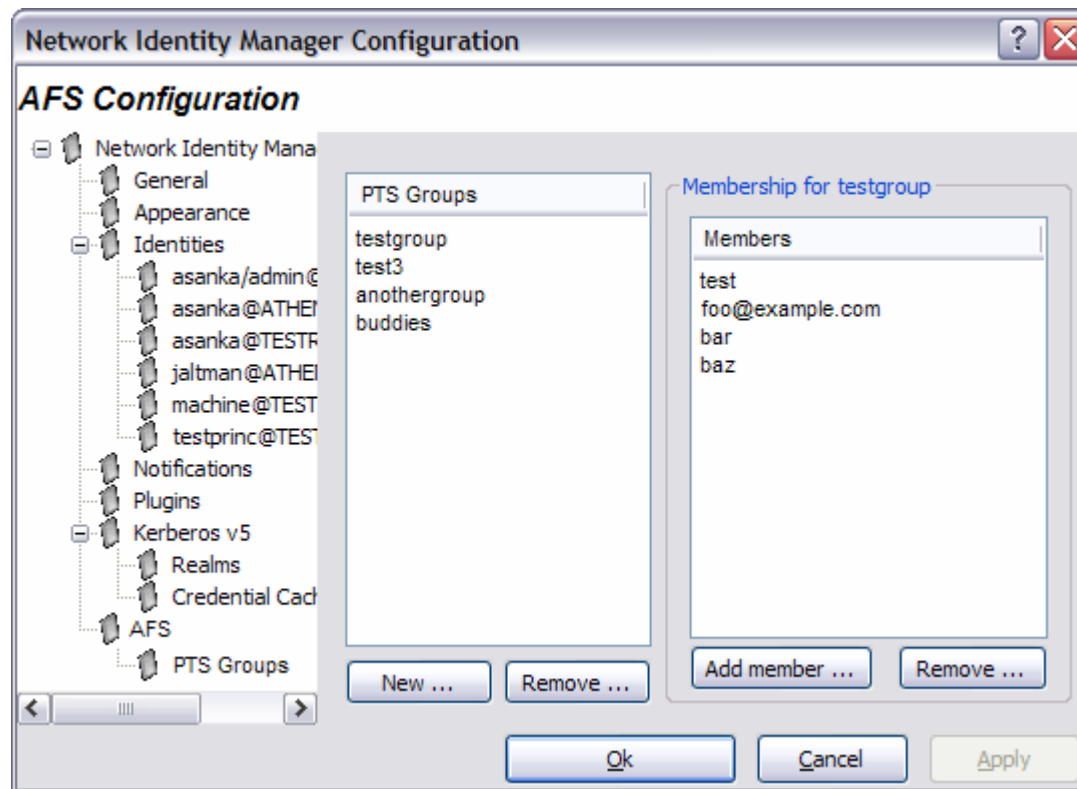 Network Identity Manager Configuration
?
AFS Configuration
Network Identity Mana
General
Appearance
Identities
asanka/admin@
asanka@ATHEI
asanka@TESTR
jaltman@ATHEI
machine@TEST
testprinc@TEST
Notifications
Plugins
Kerberos v5
Realms
Credential Cach
AFS
PTS Groups
PTS Groups
testgroup
test3
anothergroup
buddies
New ...
Remove ...
Membership for testgroup
Members
test
foo@example.com
bar
baz
Add member ...
Remove ...
Ok
Cancel
Apply